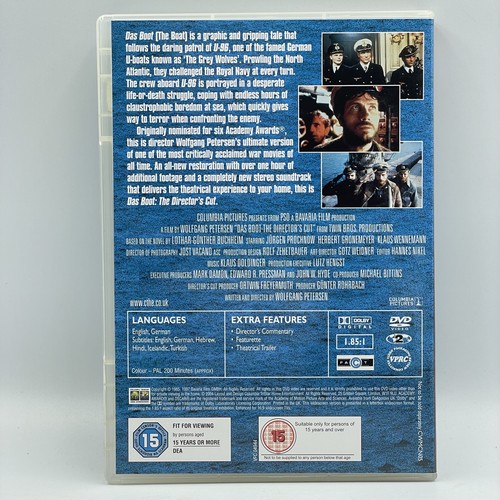 Das Boot (The Boat) is a graphic and gripping tale that
follows the daring patrol of U-96, one of the famed German
U-boats known as 'The Grey Wolves'. Prowling the North
Atlantic, they challenged the Royal Navy at every turn.
The crew aboard U-96 is portrayed in a desperate
life-or-death struggle, coping with endless hours of
claustrophobic boredom at sea, which quickly gives
way to terror when confronting the enemy.
Originally nominated for six Academy Awards®,
this is director Wolfgang Petersen's ultimate version
of one of the most critically acclaimed war movies
of all time. An all-new restoration with over one hour of
additional footage and a completely new stereo soundtrack
that delivers the theatrical experience to your home, this is
Das Boot: The Director's Cut.
COLUMBIA PICTURES PRESENTS FROM PSO A BAVARIA FILM PRODUCTION
A FILM BY WOLFGANG PETERSEN "DAS BOOT-THE DIRECTOR'S CUT" FROM TWIN BROS. PRODUCTIONS
BASED ON THE NOVEL BY LOTHAR-GÜNTHER BUCHHEIM STARRING JÜRGEN PROCHNOW HERBERT GRÖNEMEYER KLAUS WENNEMANN
DIRECTOR OF PHOTOGRAPHY JOST VACANO ASC PRODUCTION DESIGN ROLF ZEHETBAUER ART DIRECTOR GÖTZ WEIDNER EDITOR HANNES NIKEL
MUSIC KLAUS DOLDINGER PRODUCTION EXECUTIVE LUTZ HENGST
EXECUTIVE PRODUCERS MARK DAMON, EDWARD R. PRESSMAN AND JOHN W. HYDE CO-PRODUCER MICHAEL BITTINS
DIRECTOR'S CUT PRODUCER ORTWIN FREYERMUTH PRODUCER GÜNTER ROHRBACH
WRITTEN AND DIRECTED BY WOLFGANG PETERSEN
www.cthe.co.uk
COLUMBIA
PICTURES
LANGUAGES
English, German
Subtitles: English, German, Hebrew,
Hindi, Icelandic, Turkish
Colour – PAL 200 Minutes (APPROX)
EXTRA FEATURES
• Director's Commentary
• Featurette
• Theatrical Trailer
DOLBY
DIGITAL
1.85:1
DVD
VIDEO
2
VPRC
15
FIT FOR VIEWING
by persons aged
15 YEARS OR MORE
DEA
15
Suitable only for persons of
15 years and over
Not to be supplied to any person below that age.